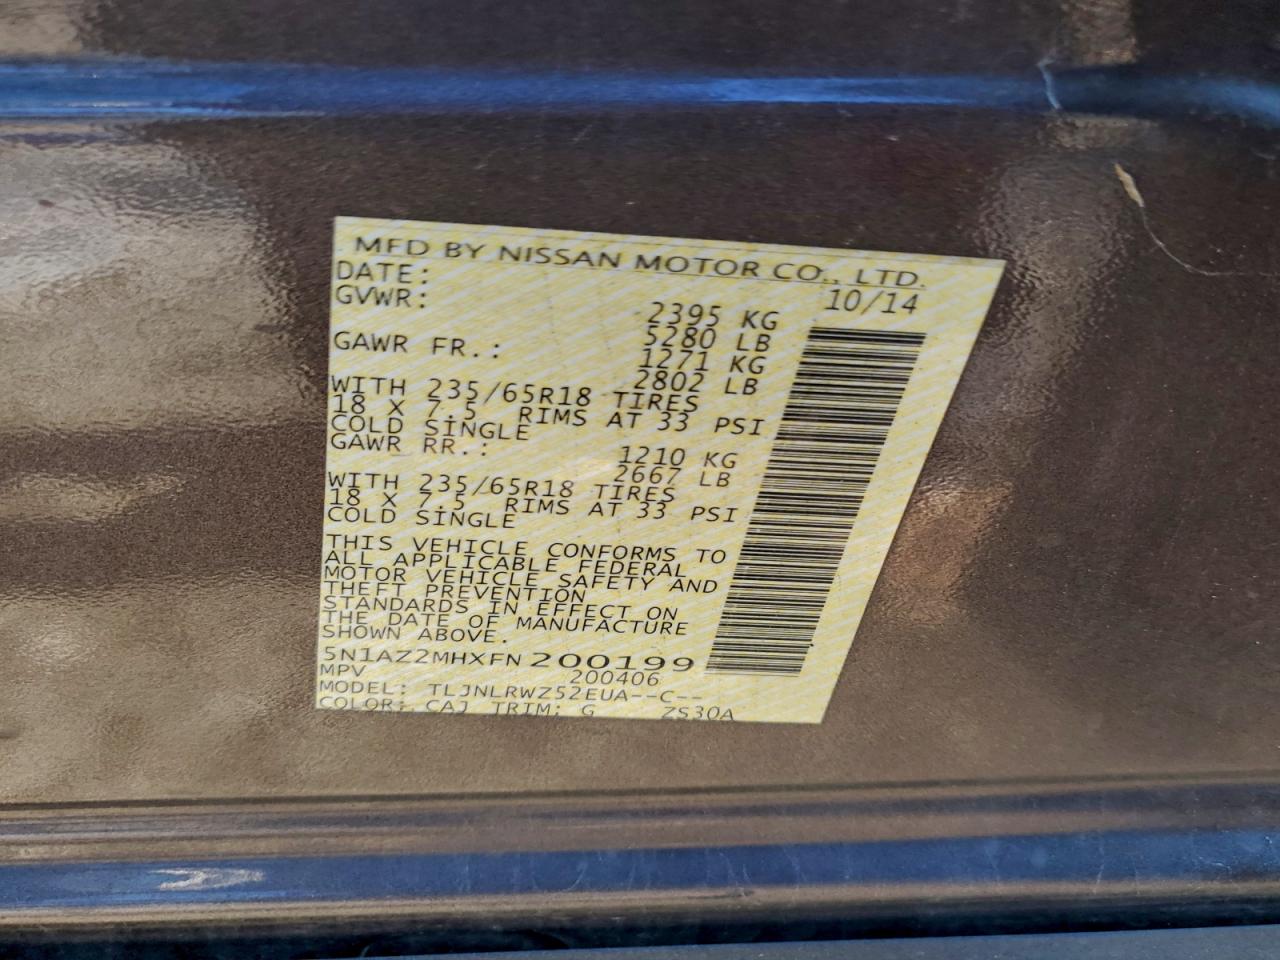 MFD BY NISSAN MOTOR CO., LTD.
DATE: 10/14
GVWR: 2395 KG
5280 LB
GAWR FR.: 1271 KG
2802 LB
WITH 235/65R18 TIRES
18 X 7.5 RIMS AT 33 PSI
COLD SINGLE
GAWR RR.: 1210 KG
2667 LB
WITH 235/65R18 TIRES
18 X 7.5 RIMS AT 33 PSI
COLD SINGLE
THIS VEHICLE CONFORMS TO
ALL APPLICABLE FEDERAL
MOTOR VEHICLE SAFETY AND
THEFT PREVENTION
STANDARDS IN EFFECT ON
THE DATE OF MANUFACTURE
SHOWN ABOVE.
5N1AZ2MHXFN200199
MPV 200406
MODEL: TLJNLRWZ52EUA--C--
COLOR: CAJ TRIM: G ZS30A